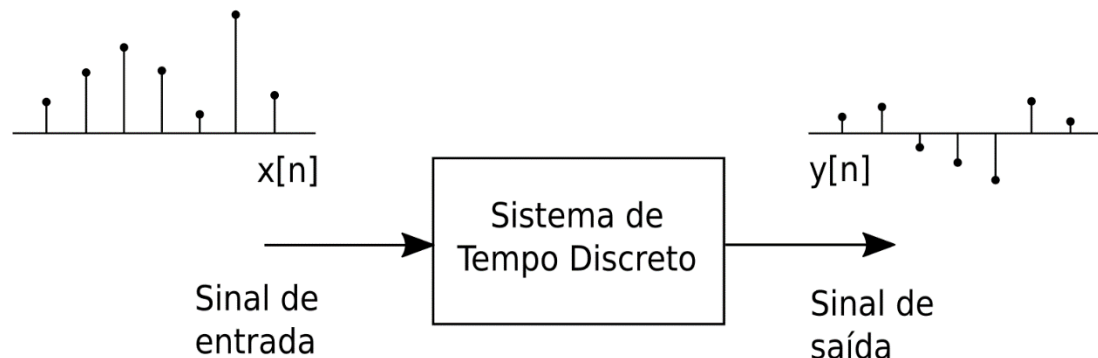 x[n]
y[n]
Sistema de
Tempo Discreto
Sinal de
entrada
Sinal de
saída